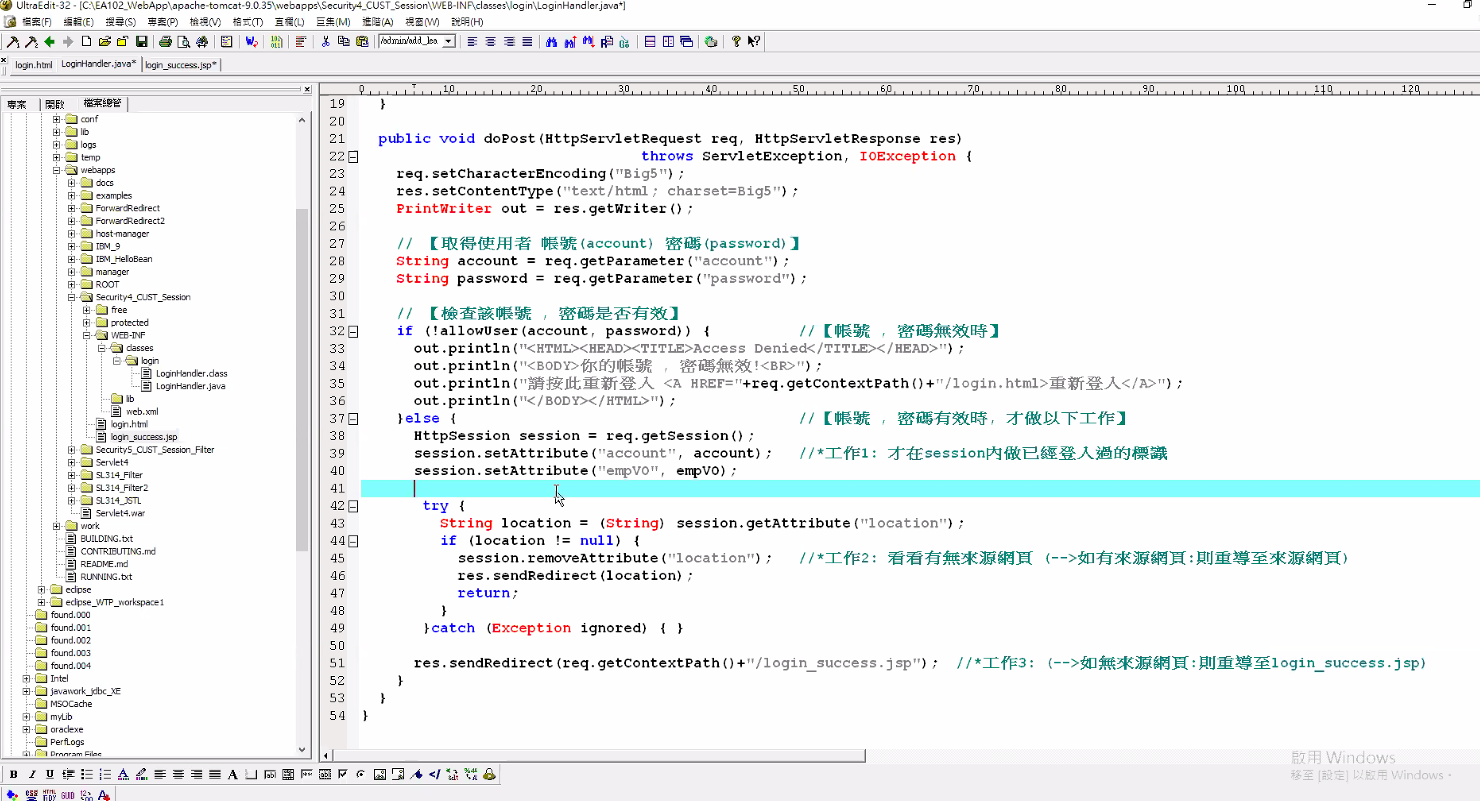 UltraEdit-32 - [C:\EA102_WebApp\apache-tomcat-9.0.35\webapps\Security4_CUST_Session\WEB-INF\classes\login\LoginHandler.java*]
檔案(F) 編輯(E) 搜尋(S) 專案(P) 檢視(V) 格式(T) 直欄(L) 巨集(M) 進階(A) 視窗(W) 說明(H)
/admin/add_lea
login.html LoginHandler.java* login_success.jsp*
專案 開啟 檔案總管
conf
lib
logs
temp
webapps
docs
examples
ForwardRedirect
ForwardRedirect2
host-manager
IBM_9
IBM_HelloBean
manager
ROOT
Security4_CUST_Session
free
protected
WEB-INF
classes
login
LoginHandler.class
LoginHandler.java
lib
web.xml
login.html
login_success.jsp
Security5_CUST_Session_Filter
Servlet4
SL314_Filter
SL314_Filter2
SL314_JSTL
Servlet4.war
work
BUILDING.txt
CONTRIBUTING.md
README.md
RUNNING.txt
eclipse
eclipse_WTP_workspace1
found.000
found.001
found.002
found.003
found.004
Intel
javawork_jdbc_XE
MSOCache
myLib
oraclexe
PerfLogs
Program Files
0 10 20 30 40 50 60 70 80 90 100 110 120
19 }
20
21 public void doPost(HttpServletRequest req, HttpServletResponse res)
22 throws ServletException, IOException {
23 req.setCharacterEncoding("Big5");
24 res.setContentType("text/html; charset=Big5");
25 PrintWriter out = res.getWriter();
26
27 // 【取得使用者 帳號(account) 密碼(password)】
28 String account = req.getParameter("account");
29 String password = req.getParameter("password");
30
31 // 【檢查該帳號 , 密碼是否有效】
32 if (!allowUser(account, password)) { //【帳號 , 密碼無效時】
33 out.println("<HTML><HEAD><TITLE>Access Denied</TITLE></HEAD>");
34 out.println("<BODY>你的帳號 , 密碼無效!<BR>");
35 out.println("請按此重新登入 <A HREF="+req.getContextPath()+"/login.html>重新登入</A>");
36 out.println("</BODY></HTML>");
37 }else { //【帳號 , 密碼有效時, 才做以下工作】
38 HttpSession session = req.getSession();
39 session.setAttribute("account", account); //*工作1: 才在session內做已經登入過的標識
40 session.setAttribute("empVO", empVO);
41
42 try {
43 String location = (String) session.getAttribute("location");
44 if (location != null) {
45 session.removeAttribute("location"); //*工作2: 看看有無來源網頁 (-->如有來源網頁:則重導至來源網頁)
46 res.sendRedirect(location);
47 return;
48 }
49 }catch (Exception ignored) { }
50
51 res.sendRedirect(req.getContextPath()+"/login_success.jsp"); //*工作3: (-->如無來源網頁:則重導至login_success.jsp)
52 }
53 }
54 }
啟用 Windows
移至 [設定] 以啟用 Windows。